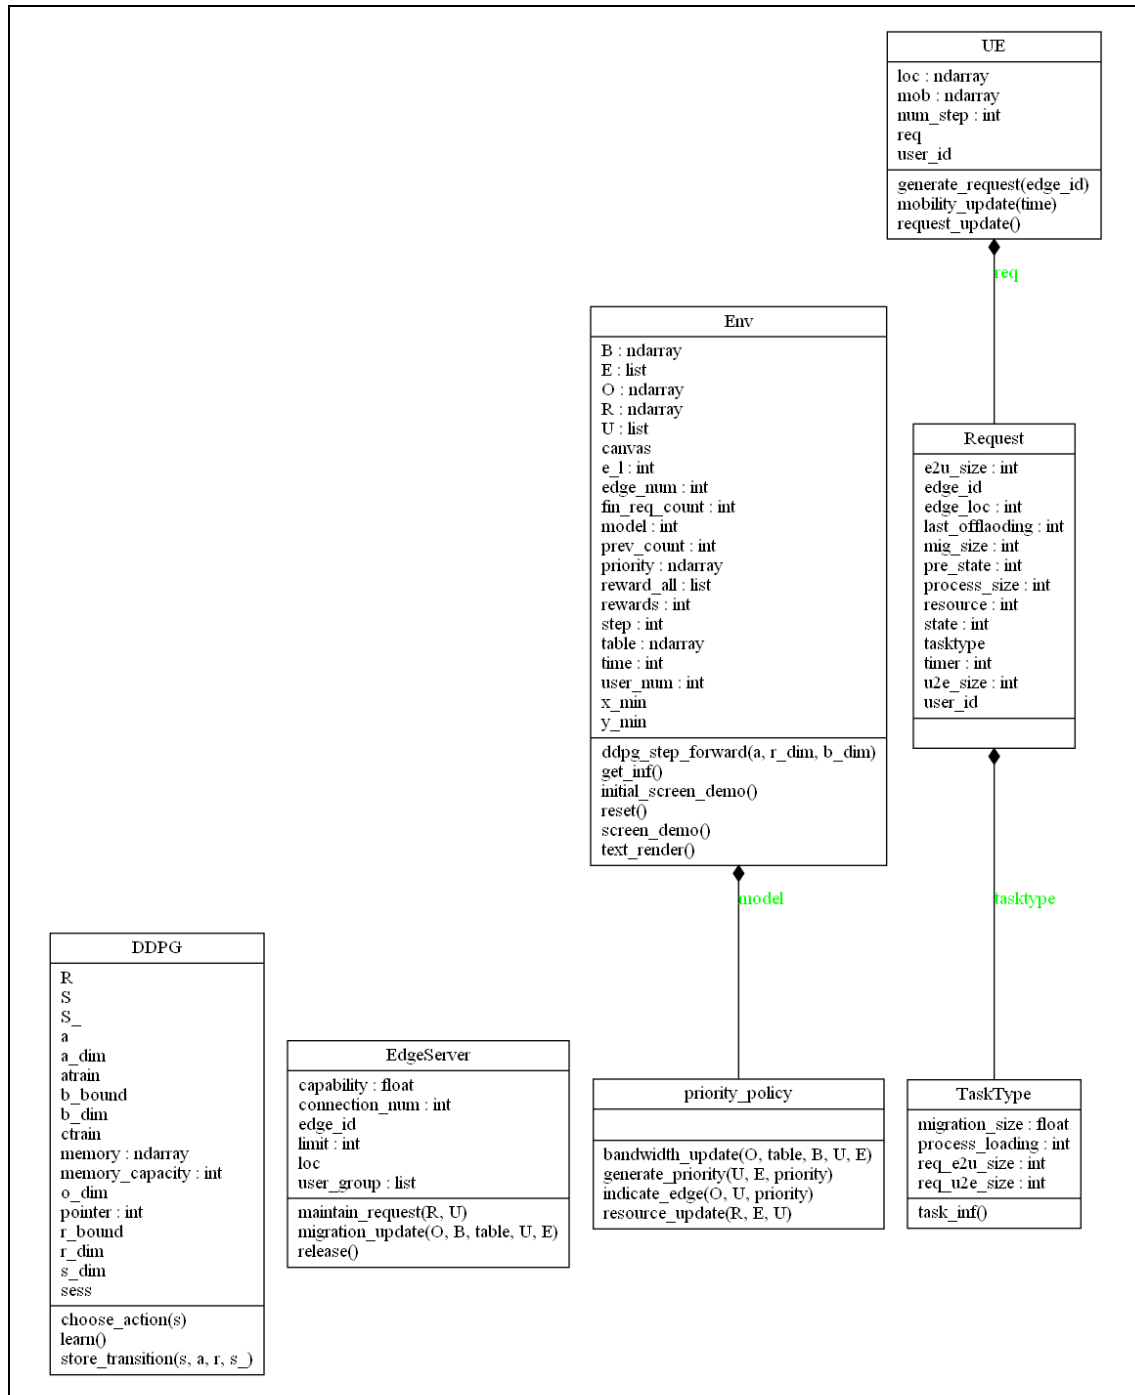 UE
loc : ndarray
mob : ndarray
num_step : int
req
user_id
generate_request(edge_id)
mobility_update(time)
request_update()
req
Env
B : ndarray
E : list
O : ndarray
R : ndarray
U : list
canvas
e_l : int
edge_num : int
fin_req_count : int
model : int
prev_count : int
priority : ndarray
reward_all : list
rewards : int
step : int
table : ndarray
time : int
user_num : int
x_min
y_min
ddpg_step_forward(a, r_dim, b_dim)
get_inf()
initial_screen_demo()
reset()
screen_demo()
text_render()
Request
e2u_size : int
edge_id
edge_loc : int
last_offlaoding : int
mig_size : int
pre_state : int
process_size : int
resource : int
state : int
tasktype
timer : int
u2e_size : int
user_id
model
tasktype
DDPG
R
S
S_
a
a_dim
atrain
b_bound
b_dim
ctrain
memory : ndarray
memory_capacity : int
o_dim
pointer : int
r_bound
r_dim
s_dim
sess
choose_action(s)
learn()
store_transition(s, a, r, s_)
EdgeServer
capability : float
connection_num : int
edge_id
limit : int
loc
user_group : list
maintain_request(R, U)
migration_update(O, B, table, U, E)
release()
priority_policy
bandwidth_update(O, table, B, U, E)
generate_priority(U, E, priority)
indicate_edge(O, U, priority)
resource_update(R, E, U)
TaskType
migration_size : float
process_loading : int
req_e2u_size : int
req_u2e_size : int
task_inf()